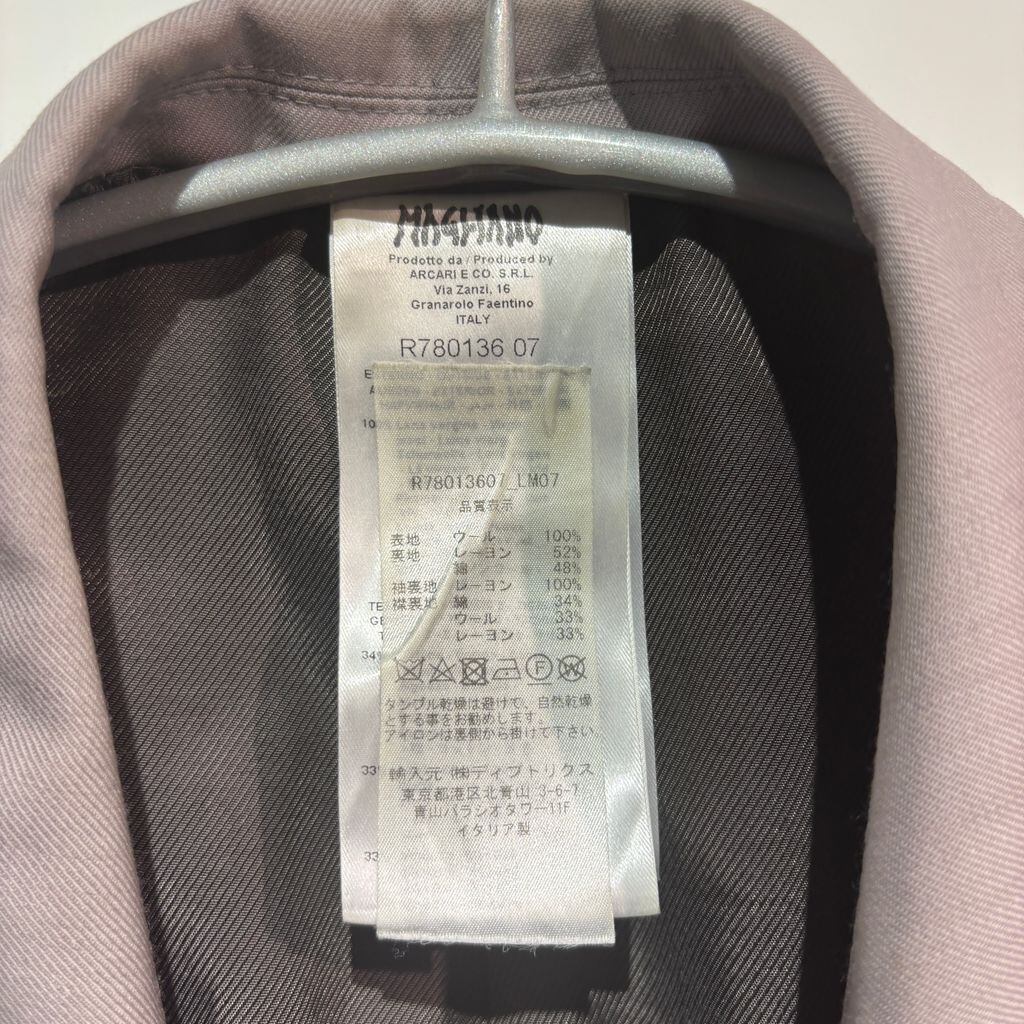 MAGLIANO
Prodotto da / Produced by
ARCARI E CO. S.R.L.
Via Zanzi, 16
Granarolo Faentino
ITALY
R780136 07
R78013607_LM07
品質表示
表地 ウール 100%
裏地 レーヨン 52%
綿 48%
袖裏地 レーヨン 100%
襟裏地 綿 34%
ウール 33%
レーヨン 33%
タンブル乾燥は避けて、自然乾燥
とする事をお勧めします。
アイロンは裏側から掛けて下さい。
輸入元 ㈱ディプトリクス
東京都港区北青山 3-6-1
青山パラシオタワー11F
イタリア製